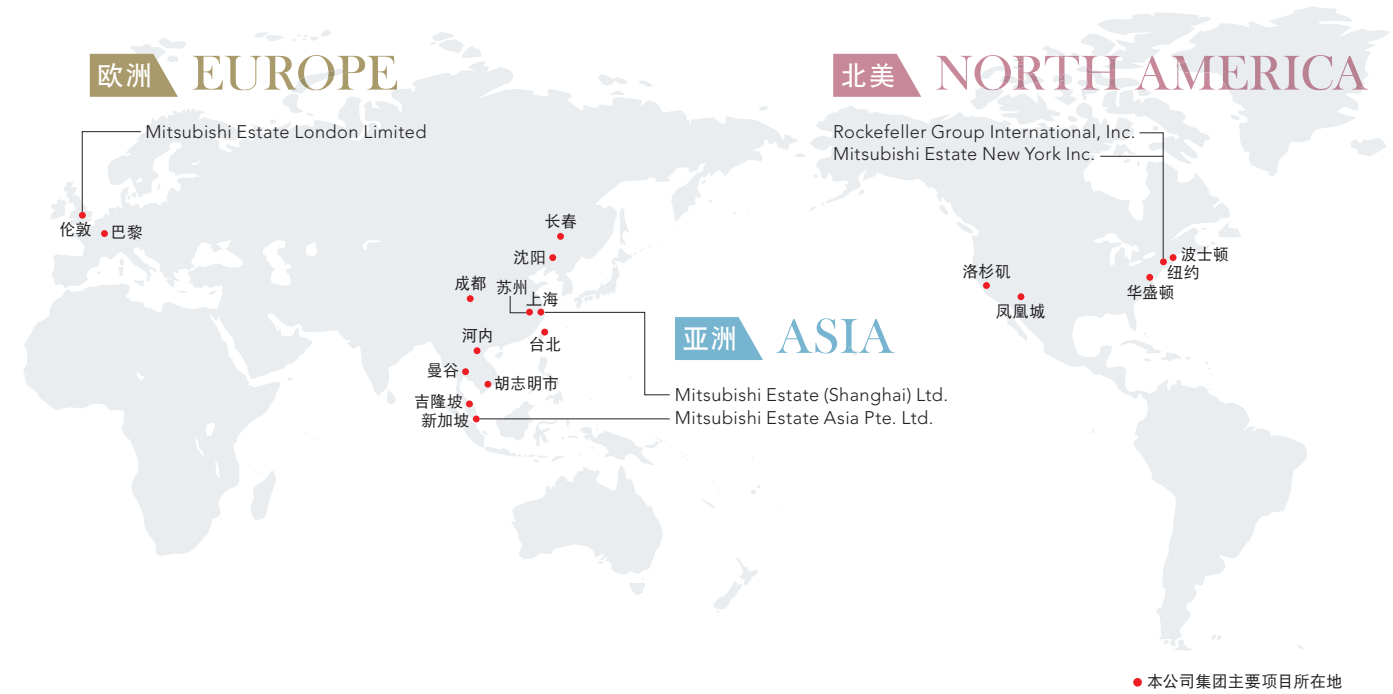 欧洲 EUROPE
Mitsubishi Estate London Limited
伦敦
巴黎
长春
沈阳
成都
苏州
上海
台北
河内
曼谷
胡志明市
吉隆坡
新加坡
亚洲 ASIA
Mitsubishi Estate (Shanghai) Ltd.
Mitsubishi Estate Asia Pte. Ltd.
北美 NORTH AMERICA
Rockefeller Group International, Inc.
Mitsubishi Estate New York Inc.
波士顿
纽约
华盛顿
洛杉矶
凤凰城
本公司集团主要项目所在地